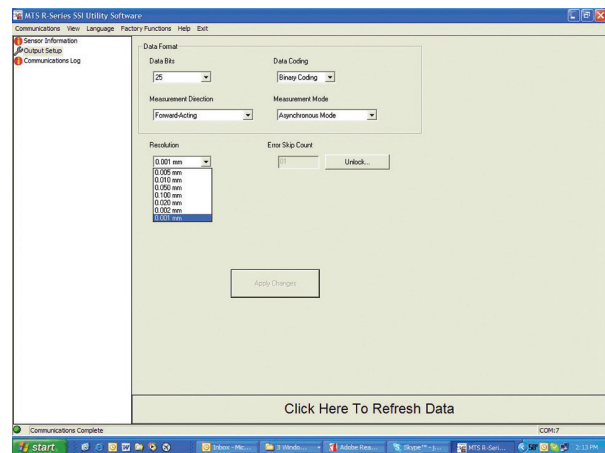 MTS R-Series SSI Utility Software
Communications View Language Factory Functions Help Exit
Sensor Information
Output Setup
Communications Log
Data Format
Data Bits
Data Coding
25
Binary Coding
Measurement Direction
Measurement Mode
Forward-Acting
Asynchronous Mode
Resolution
Error Skip Count
0.001 mm
Unlock...
0.005 mm
0.010 mm
0.050 mm
0.100 mm
0.020 mm
0.002 mm
0.001 mm
Apply Changes
Click Here To Refresh Data
Communications Complete
COM:7
start
Inbox - Mic...
3 Windo...
Adobe Rea...
Skype™ - j...
MTS R-Seri...
2:13 PM